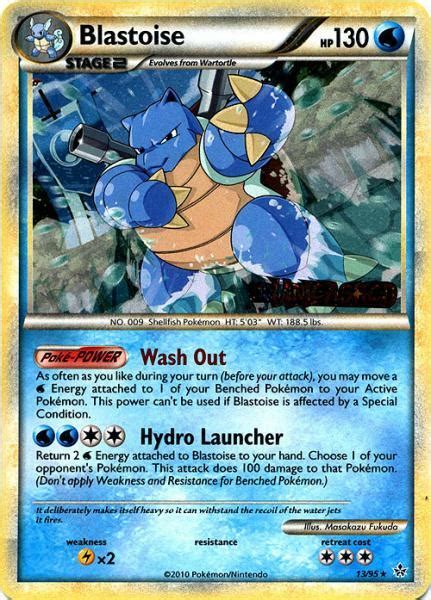 Blastoise HP 130
STAGE 2 Evolves from Wartortle
NO. 009 Shellfish Pokémon HT: 5'03" WT: 188.5 lbs.
Poké-POWER Wash Out
As often as you like during your turn (before your attack), you may move a
Energy attached to 1 of your Benched Pokémon to your Active
Pokémon. This power can't be used if Blastoise is affected by a Special
Condition.
Hydro Launcher
Return 2 Energy attached to Blastoise to your hand. Choose 1 of your
opponent's Pokémon. This attack does 100 damage to that Pokémon.
(Don't apply Weakness and Resistance for Benched Pokémon.)
It deliberately makes itself heavy so it can withstand the recoil of the water jets
it fires.
Illus. Masakazu Fukuda
weakness resistance retreat cost
×2
©2010 Pokémon/Nintendo 13/95 ★